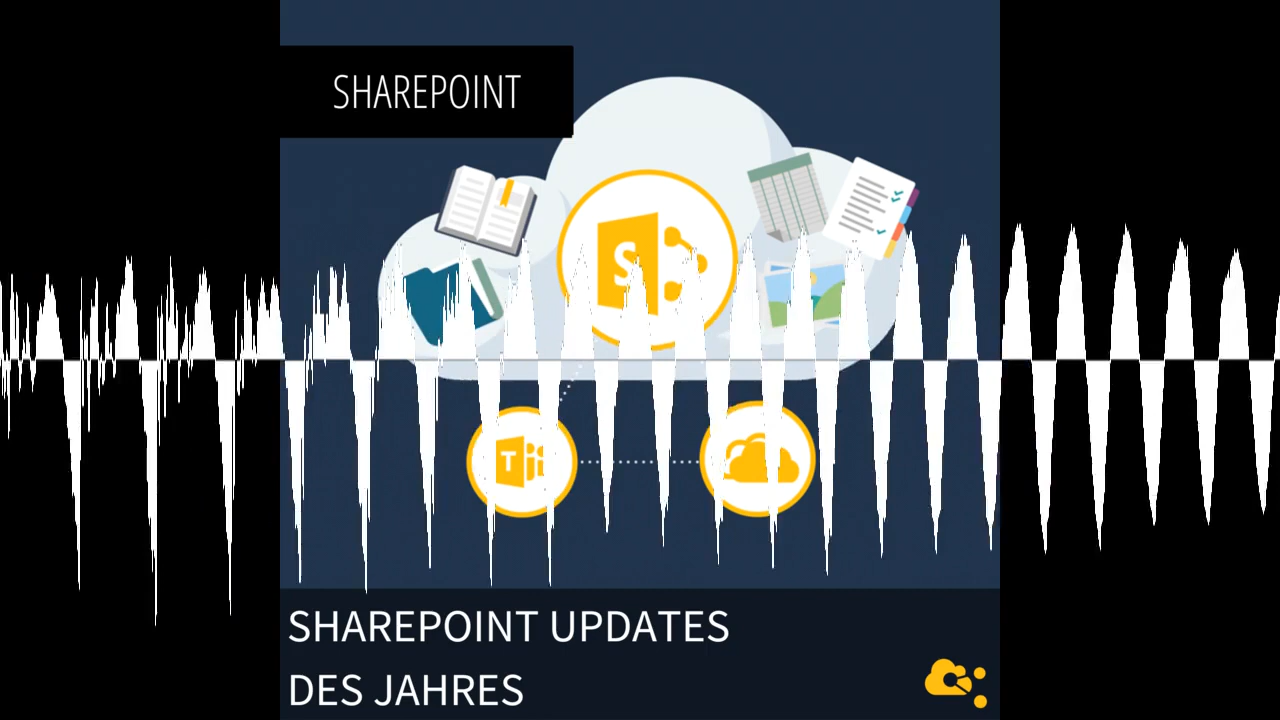 SHAREPOINT
S
T
SHAREPOINT UPDATES
DES JAHRES